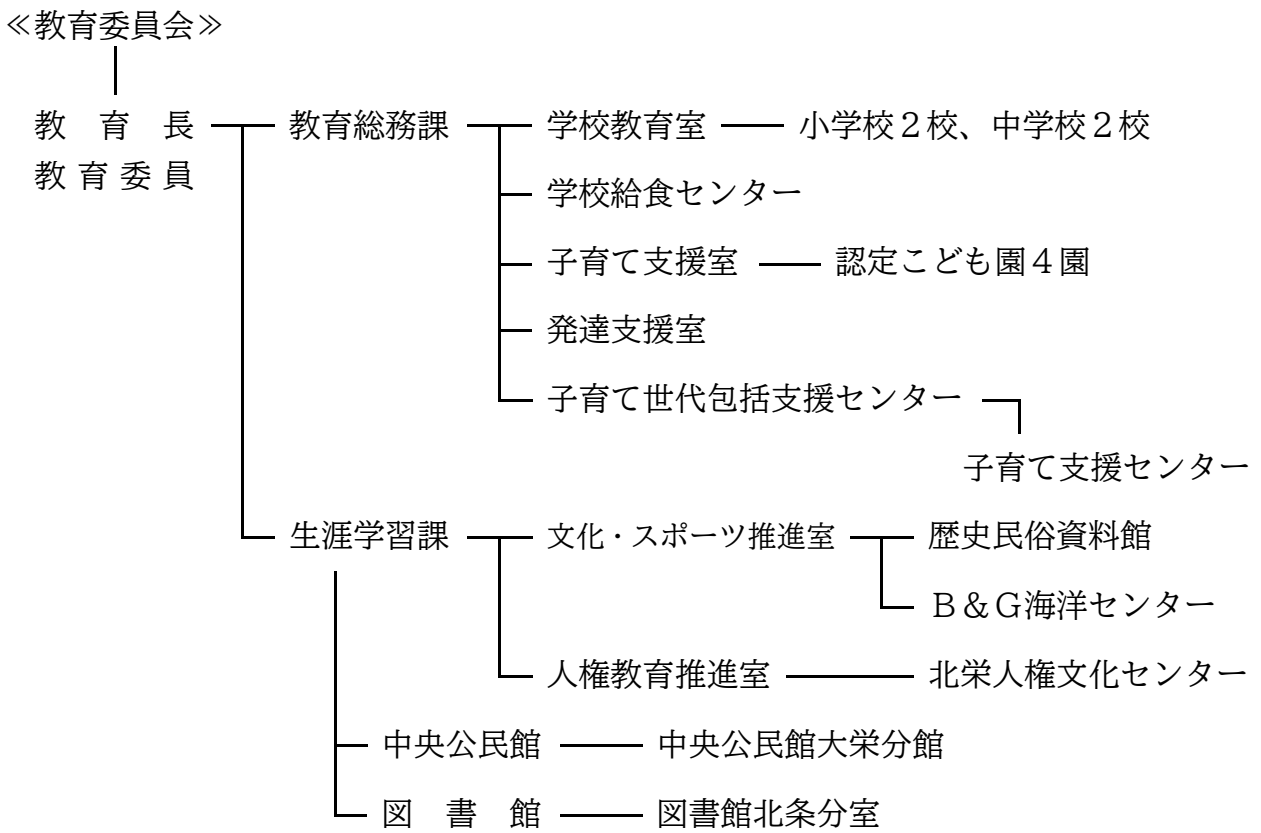 ≪教育委員会≫
教　育　長　教育総務課　学校教育室　小学校２校、中学校２校
教育委員
学校給食センター
子育て支援室　認定こども園４園
発達支援室
子育て世代包括支援センター
子育て支援センター
生涯学習課　文化・スポーツ推進室　歴史民俗資料館
Ｂ＆Ｇ海洋センター
人権教育推進室　北栄人権文化センター
中央公民館　中央公民館大栄分館
図　書　館　図書館北条分室